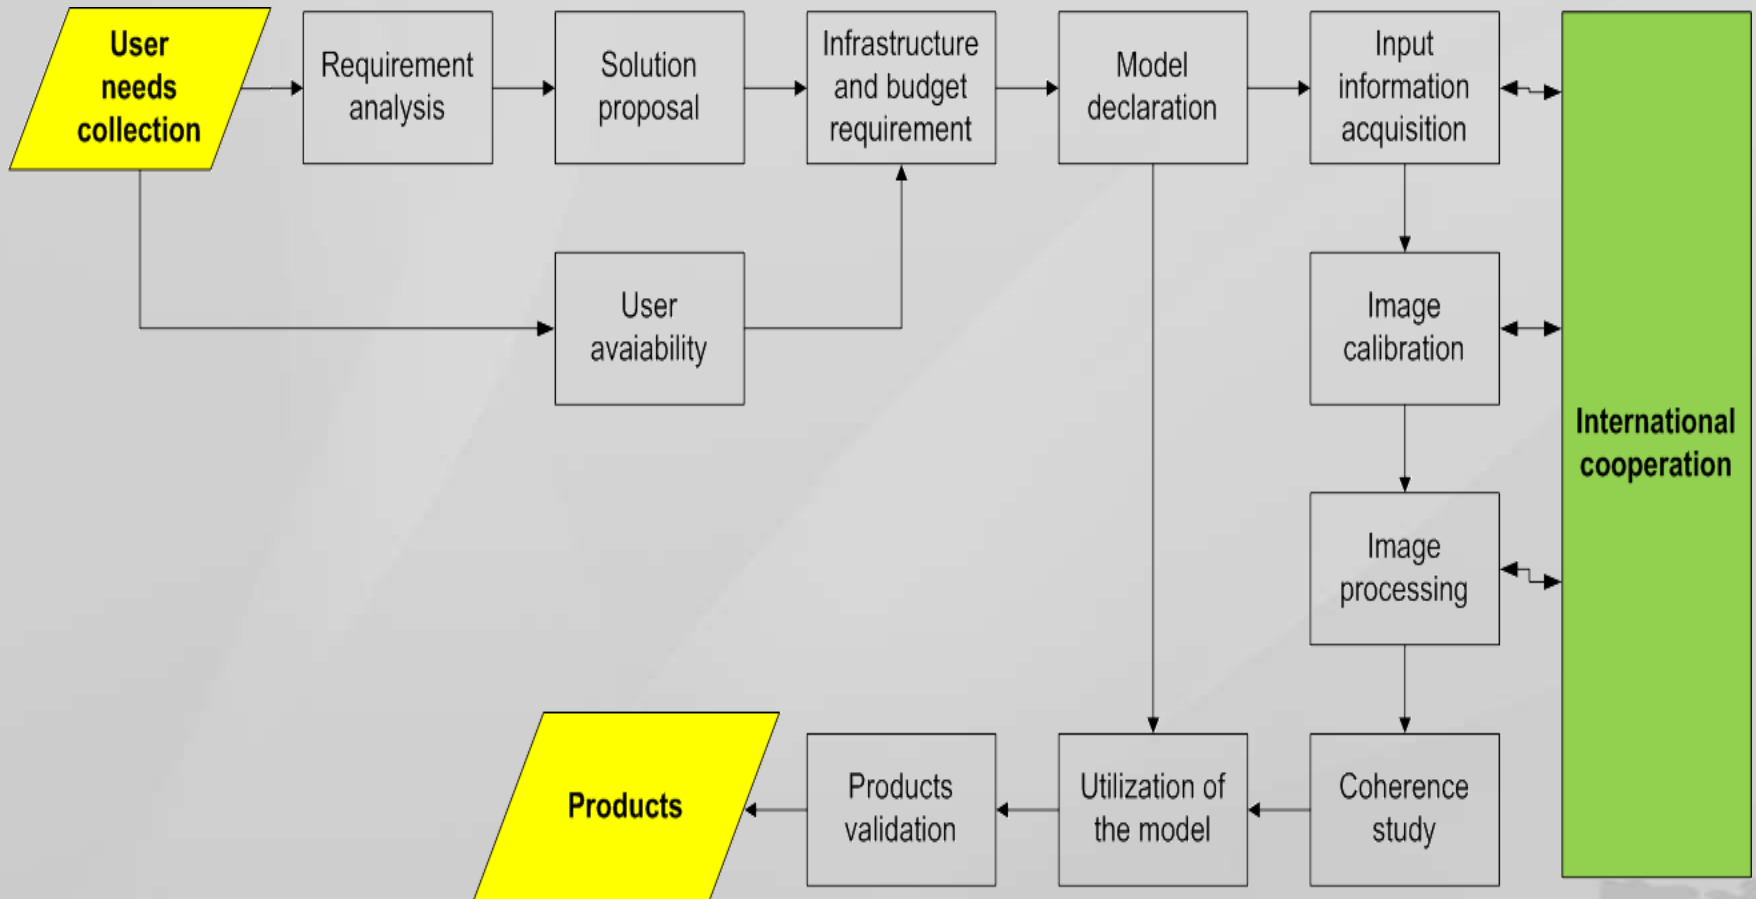 User
needs
collection
Requirement
analysis
Solution
proposal
Infrastructure
and budget
requirement
Model
declaration
Input
information
acquisition
User
avaiability
Image
calibration
International
cooperation
Image
processing
Products
Products
validation
Utilization of
the model
Coherence
study